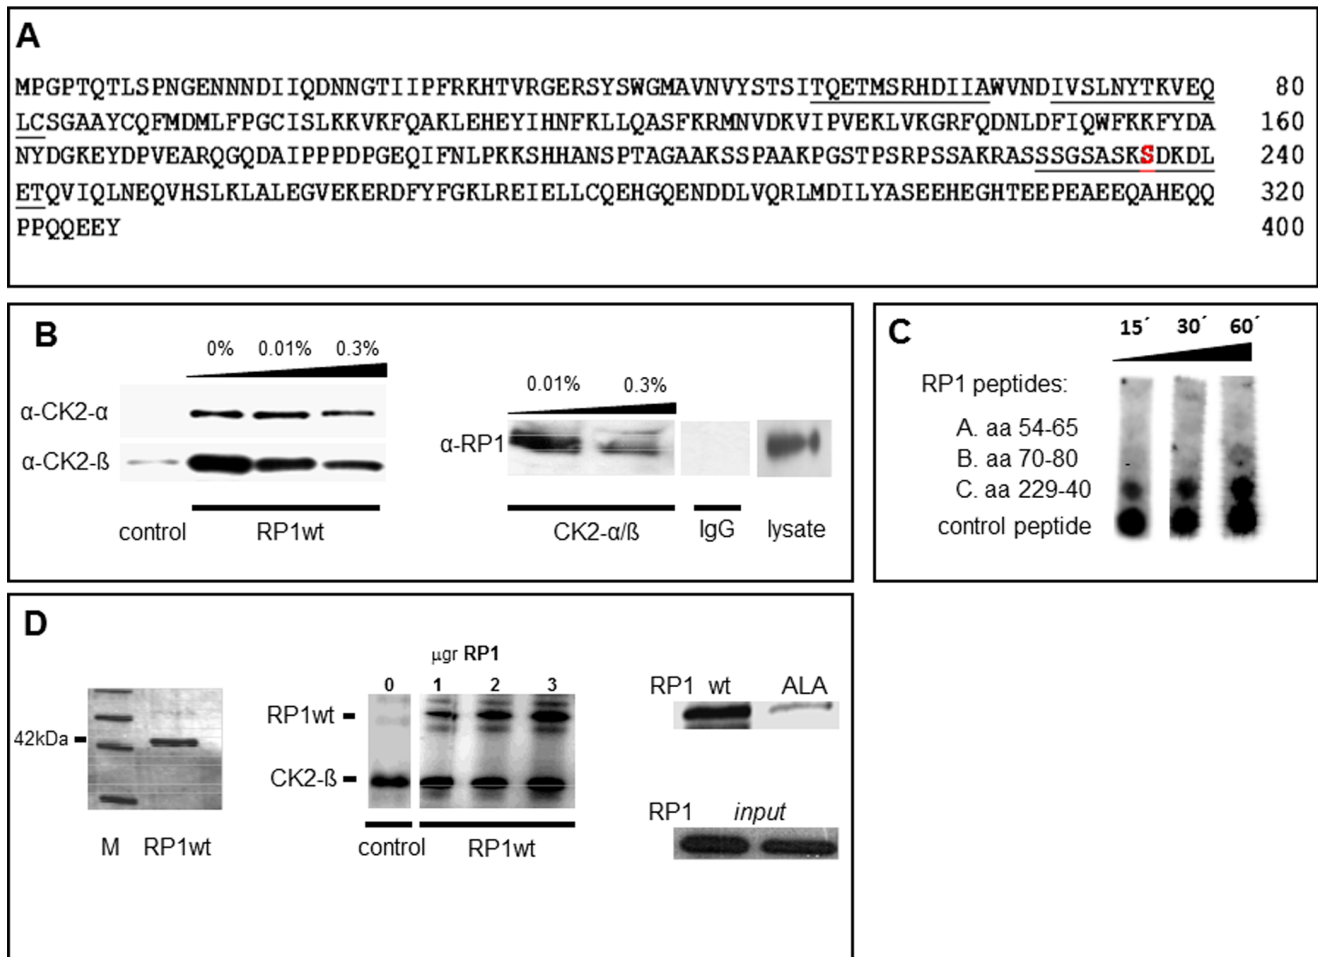 A
MPGPTQTLSPNGENNNDIIQDNNGTIIPFRKHTVRGERSYSWGMAVNVYSTSITQETMSRHDIIAWVNDIVSLNYTKVEQ 80
LCSGAAYCQFMDMLFPGCISLKKVKFQAKLEHEYIHNFKLLQASFKRMNVDKVIPVEKLVKGRFQDNLDFIQWFKKFYDA 160
NYDGKEYDPVEARQGQDAIPPPDPGEQIFNLPKKSHHANSPTAGAAKSSPAAKPGSTPSRPSSAKRASSSSGSASKSDKDL 240
ETQVIQLNEQVHSLKLALEGVEKERDFYFGKLREIELLCQEHGQENDDLVQRLMDILYASEEHEGHTEEPEAEEQAHEQQ 320
PPQQEEY 400
B
0% 0.01% 0.3%
α-CK2-α
α-CK2-ß
control RP1wt
0.01% 0.3%
α-RP1
CK2-α/ß IgG lysate
C
15´ 30´ 60´
RP1 peptides:
A. aa 54-65
B. aa 70-80
C. aa 229-40
control peptide
D
42kDa
M RP1wt
µgr RP1
0 1 2 3
RP1wt
CK2-ß
control RP1wt
RP1 wt ALA
RP1 input